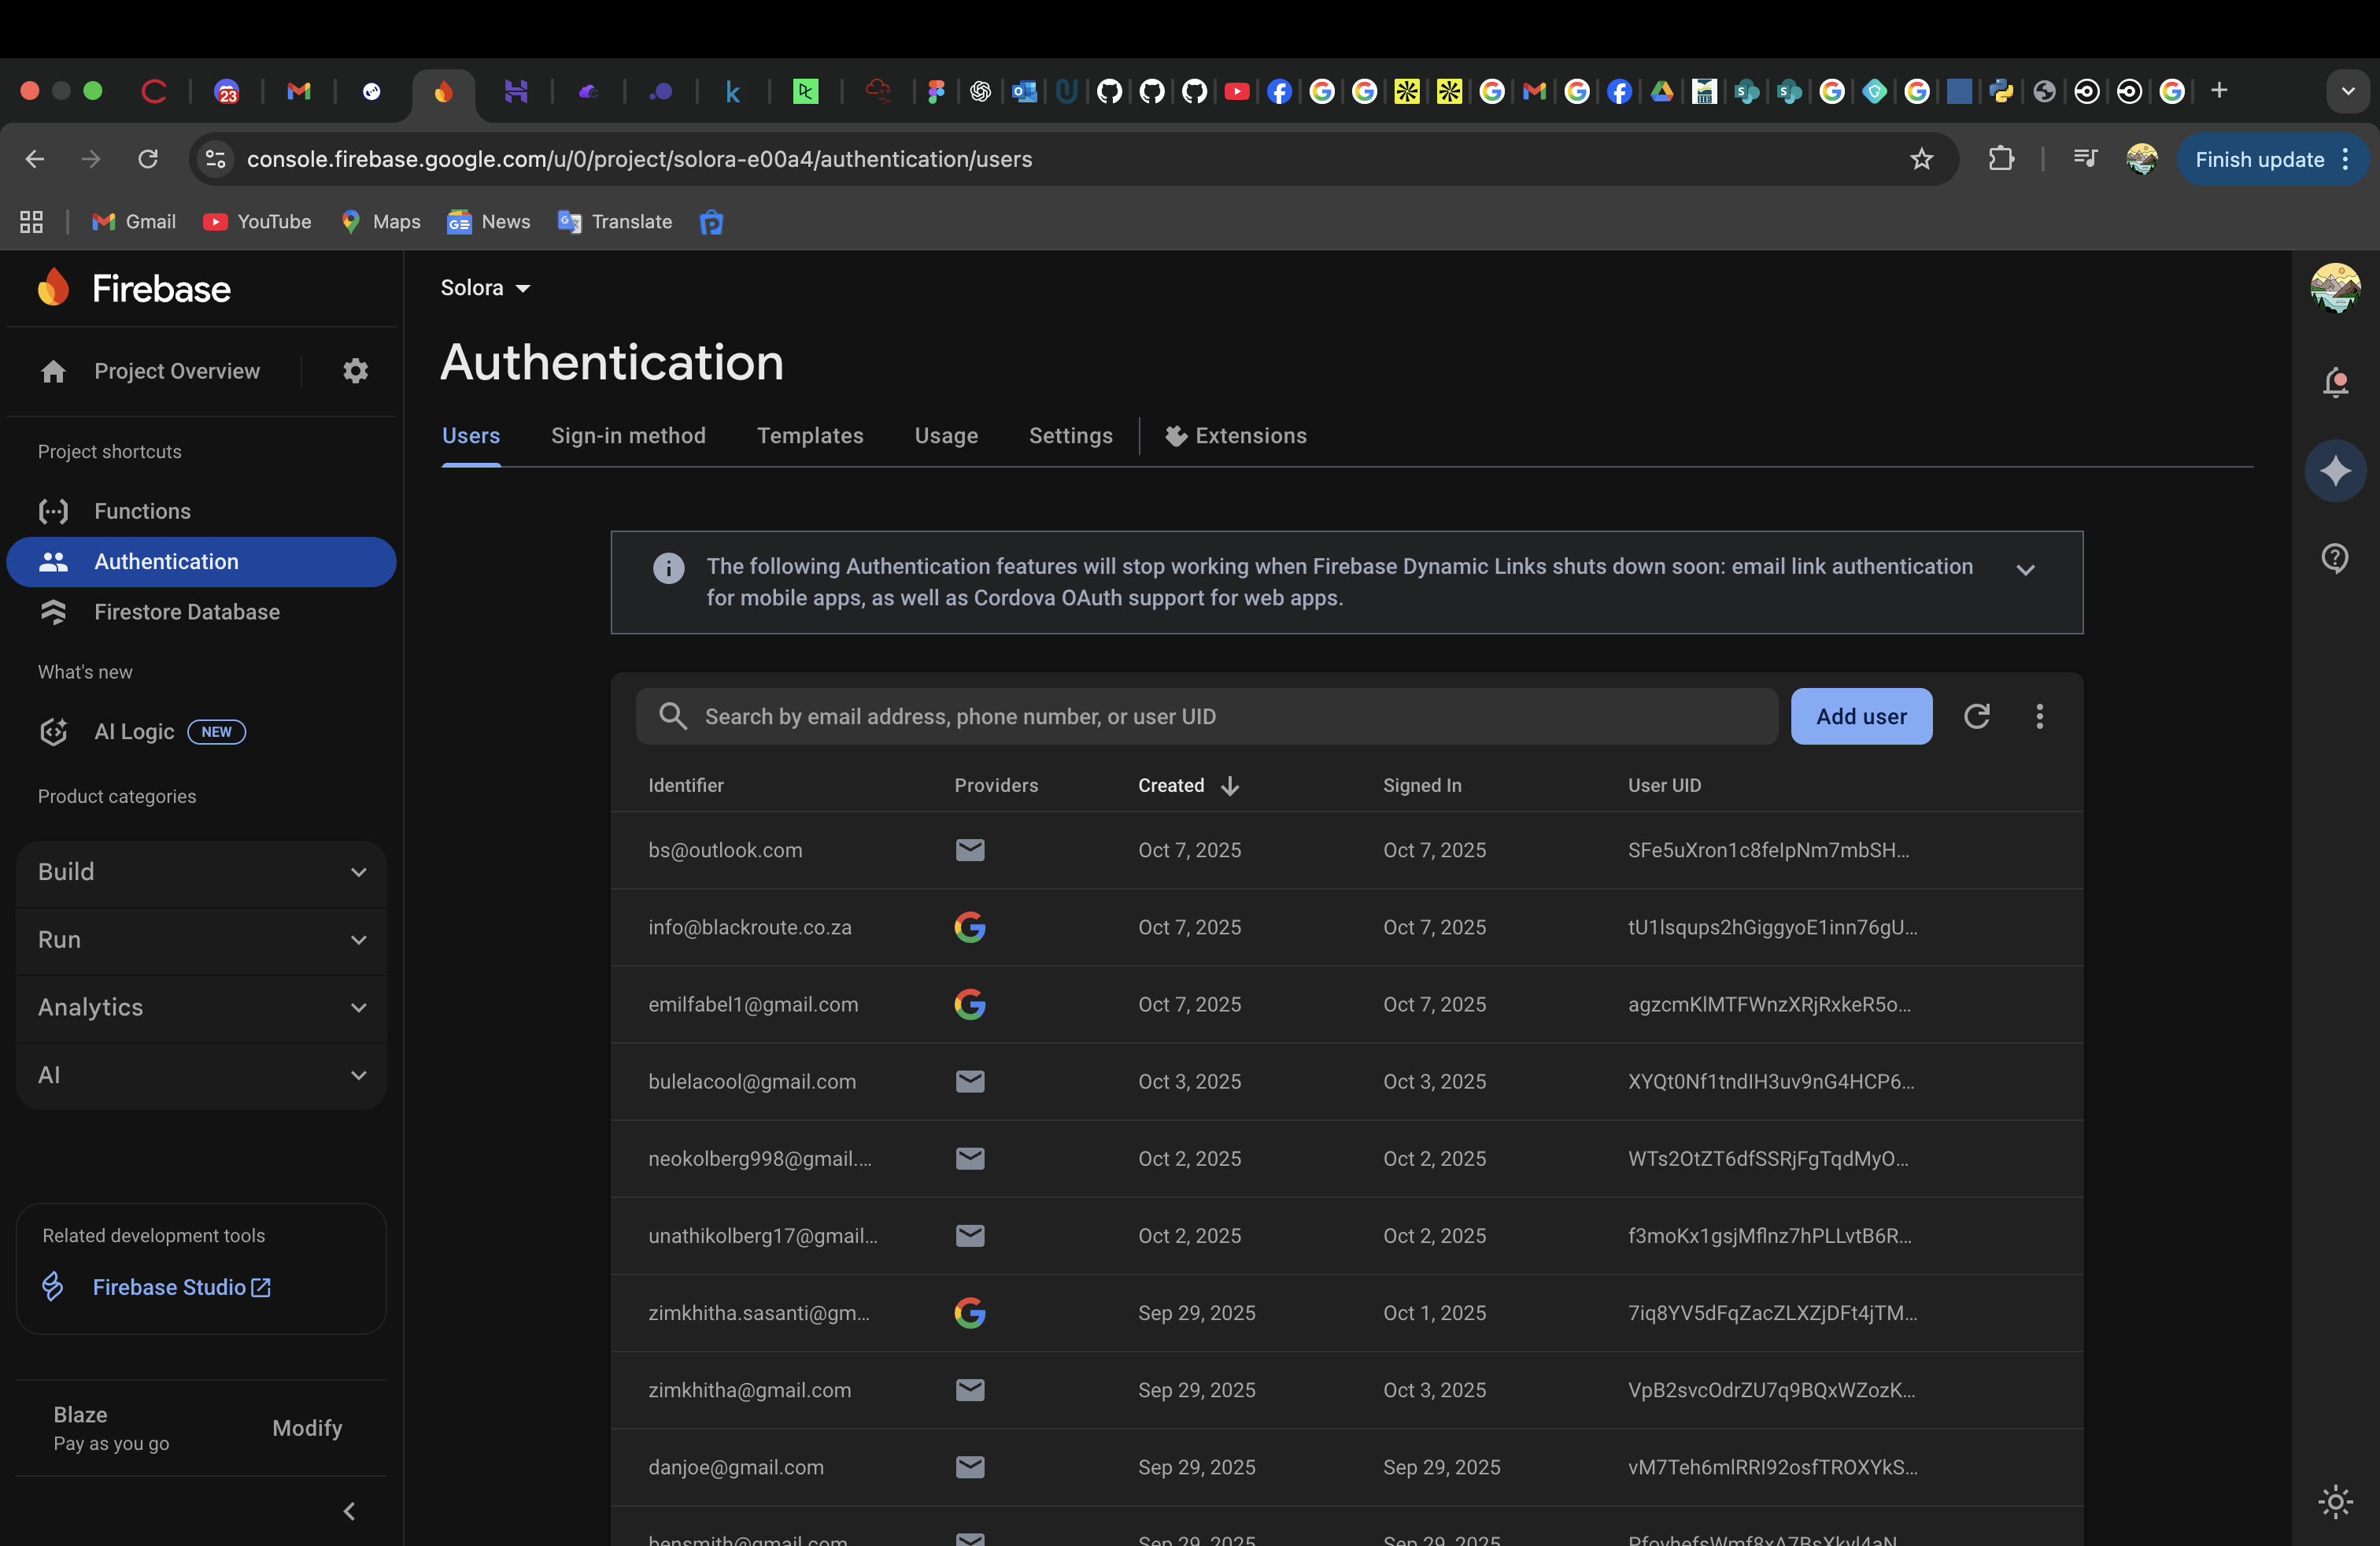 23
console.firebase.google.com/u/0/project/solora-e00a4/authentication/users
Finish update
Gmail
YouTube
Maps
News
Translate
Firebase
Project Overview
Project shortcuts
Functions
Authentication
Firestore Database
What's new
AI Logic NEW
Product categories
Build
Run
Analytics
AI
Related development tools
Firebase Studio
Blaze
Pay as you go
Modify
Solora
Authentication
Users
Sign-in method
Templates
Usage
Settings
Extensions
The following Authentication features will stop working when Firebase Dynamic Links shuts down soon: email link authentication
for mobile apps, as well as Cordova OAuth support for web apps.
Search by email address, phone number, or user UID
Add user
Identifier Providers Created Signed In User UID
bs@outlook.com Oct 7, 2025 Oct 7, 2025 SFe5uXron1c8feIpNm7mbSH...
info@blackroute.co.za Oct 7, 2025 Oct 7, 2025 tU1lsqups2hGiggyoE1inn76gU...
emilfabel1@gmail.com Oct 7, 2025 Oct 7, 2025 agzcmKlMTFWnzXRjRxkeR5o...
bulelacool@gmail.com Oct 3, 2025 Oct 3, 2025 XYQt0Nf1tndIH3uv9nG4HCP6...
neokolberg998@gmail.... Oct 2, 2025 Oct 2, 2025 WTs2OtZT6dfSSRjFgTqdMyO...
unathikolberg17@gmail... Oct 2, 2025 Oct 2, 2025 f3moKx1gsjMflnz7hPLLvtB6R...
zimkhitha.sasanti@gm... Sep 29, 2025 Oct 1, 2025 7iq8YV5dFqZacZLXZjDFt4jTM...
zimkhitha@gmail.com Sep 29, 2025 Oct 3, 2025 VpB2svcOdrZU7q9BQxWZozK...
danjoe@gmail.com Sep 29, 2025 Sep 29, 2025 vM7Teh6mlRRI92osfTROXYkS...
bensmith@gmail.com Sep 29, 2025 Sep 29, 2025